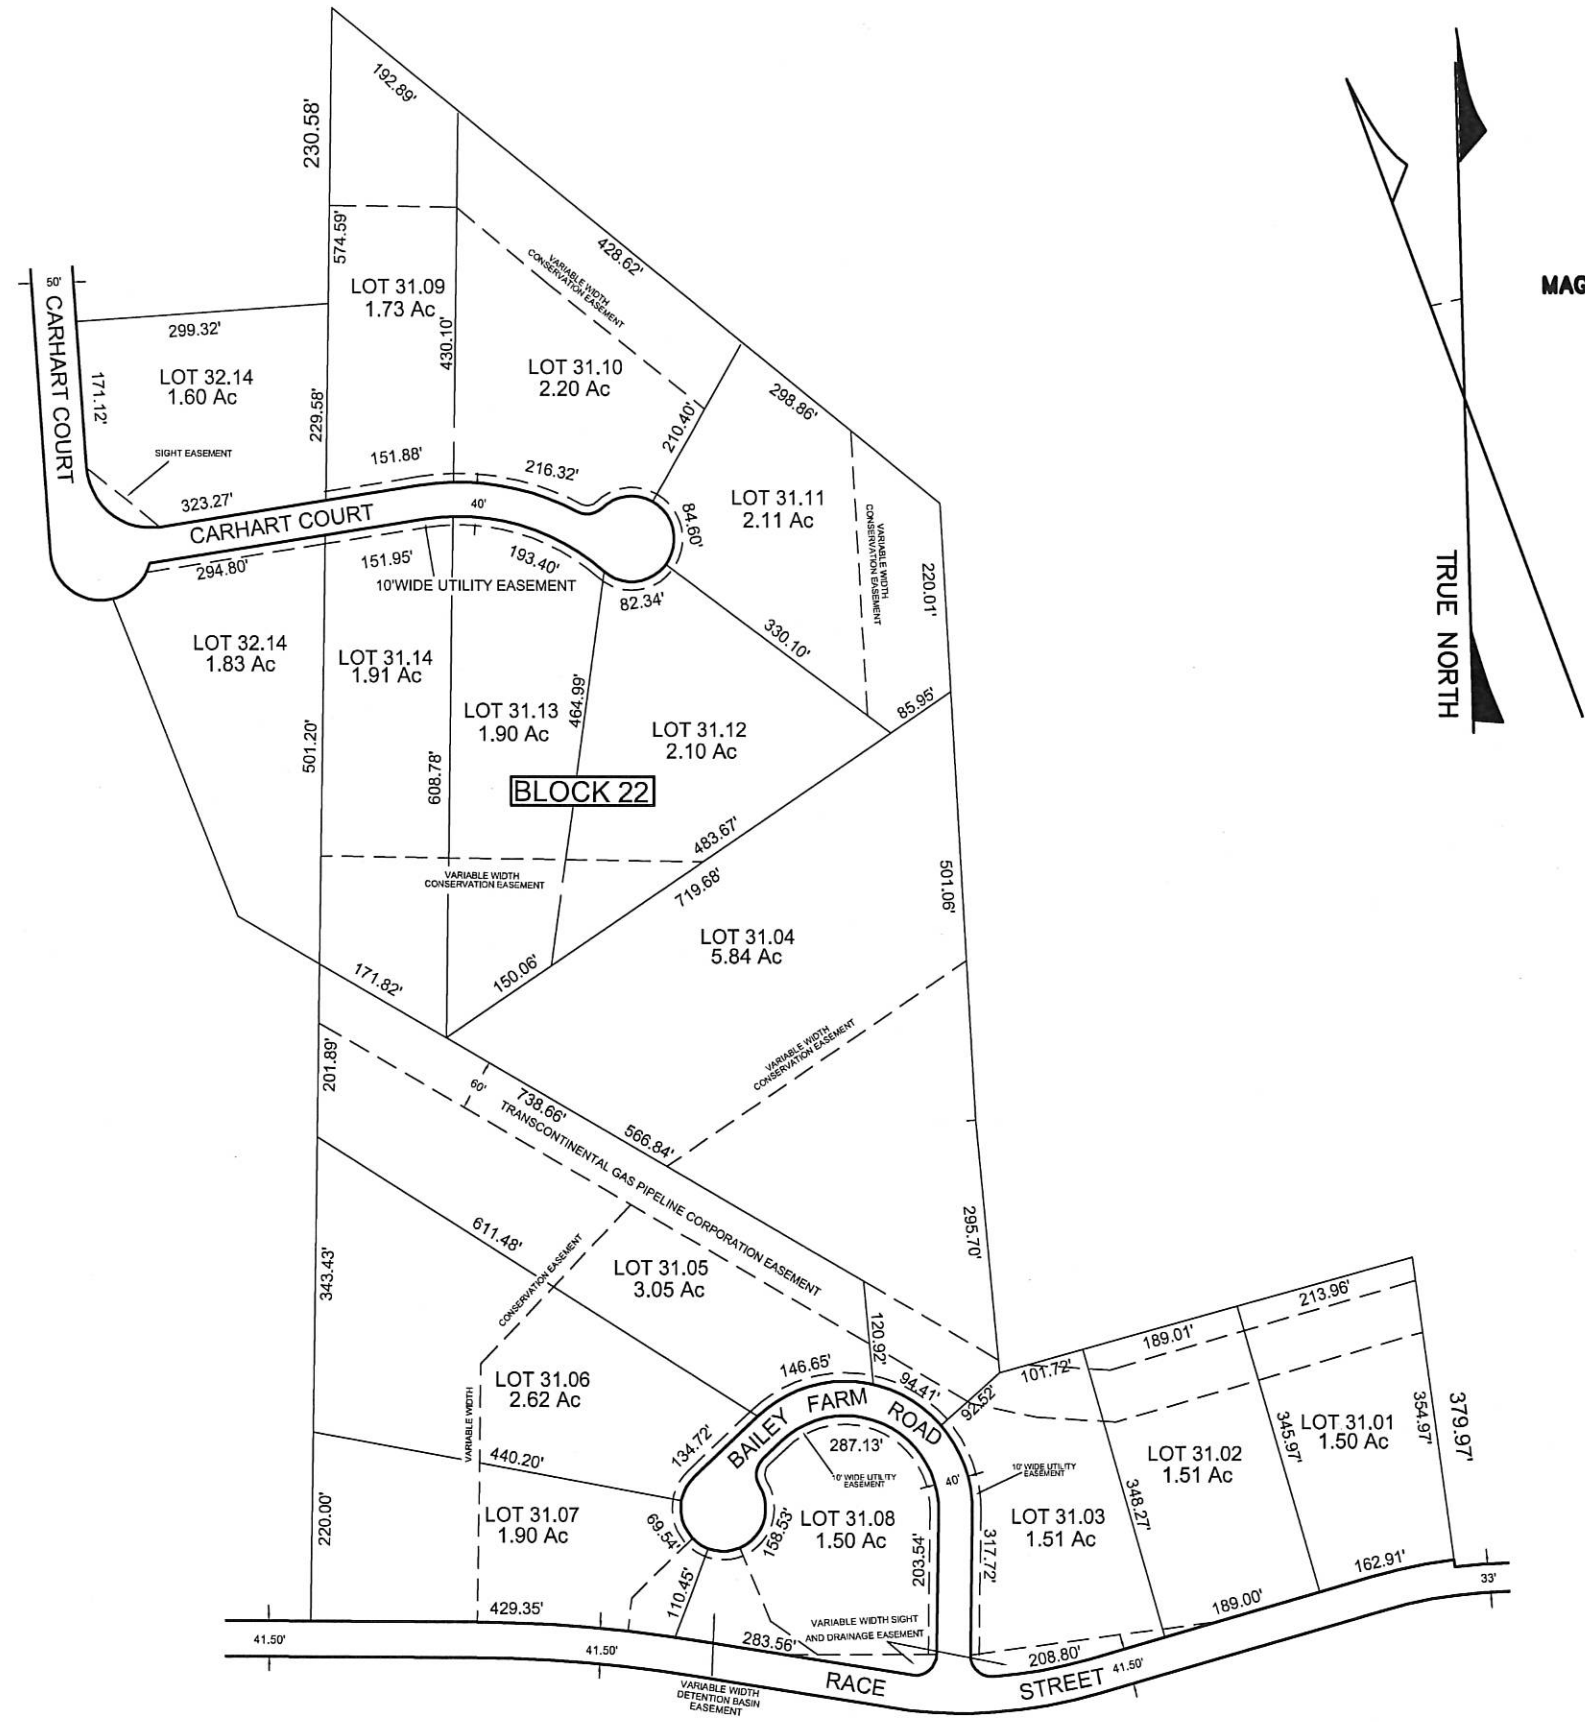 192.89'
230.58'
574.59'
428.62'
VARIABLE WIDTH
CONSERVATION EASEMENT
MAG
50'
CARHART COURT
299.32'
LOT 31.09
1.73 Ac
430.10'
LOT 31.10
2.20 Ac
LOT 32.14
1.60 Ac
171.12'
229.58'
210.40'
298.86'
SIGHT EASEMENT
151.88'
216.32'
323.27'
40'
CARHART COURT
84.60'
LOT 31.11
2.11 Ac
VARIABLE WIDTH
CONSERVATION EASEMENT
220.01'
294.80'
151.95'
193.40'
10'WIDE UTILITY EASEMENT
82.34'
330.10'
TRUE NORTH
LOT 32.14
1.83 Ac
LOT 31.14
1.91 Ac
LOT 31.13
1.90 Ac
464.99'
LOT 31.12
2.10 Ac
85.95'
501.20'
608.78'
BLOCK 22
483.67'
719.68'
VARIABLE WIDTH
CONSERVATION EASEMENT
501.06'
LOT 31.04
5.84 Ac
171.82'
150.06'
VARIABLE WIDTH
CONSERVATION EASEMENT
201.89'
60'
738.66'
566.84'
TRANSCONTINENTAL GAS PIPELINE CORPORATION EASEMENT
611.48'
343.43'
CONSERVATION EASEMENT
LOT 31.05
3.05 Ac
295.70'
120.92'
213.96'
189.01'
101.72'
146.65'
94.41'
92.52'
LOT 31.06
2.62 Ac
VARIABLE WIDTH
134.72'
BAILEY FARM ROAD
287.13'
10' WIDE UTILITY
EASEMENT
40'
10' WIDE UTILITY
EASEMENT
440.20'
220.00'
LOT 31.07
1.90 Ac
69.54'
158.53'
LOT 31.08
1.50 Ac
203.54'
317.72'
LOT 31.03
1.51 Ac
348.27'
LOT 31.02
1.51 Ac
345.97'
LOT 31.01
1.50 Ac
354.97'
379.97'
110.45'
429.35'
283.56'
VARIABLE WIDTH SIGHT
AND DRAINAGE EASEMENT
208.80'
189.00'
162.91'
33'
41.50'
41.50'
41.50'
RACE STREET
VARIABLE WIDTH
DETENTION BASIN
EASEMENT